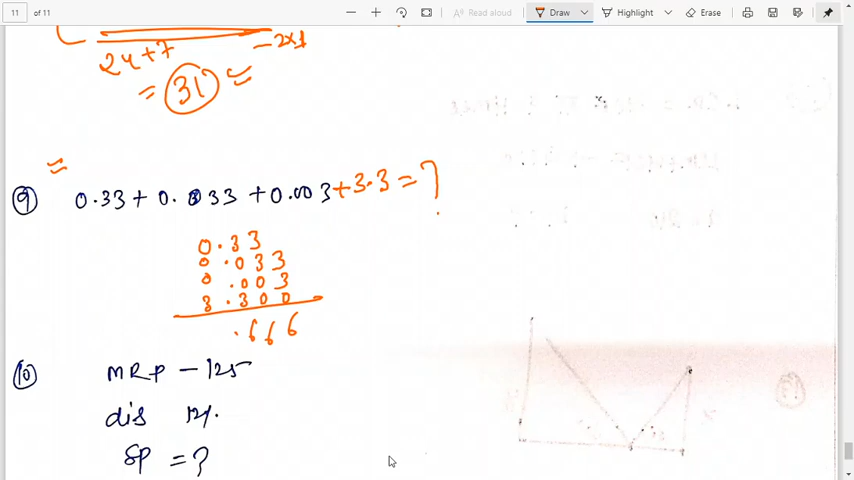 11 of 11
Read aloud Draw Highlight Erase
24+7 -2x1
= 31
9 0.33 + 0.033 + 0.003 + 3.3 = ?
0.33
0.033
0.003
3.300
.666
10 MRP - 125
dis 12%
SP = ?